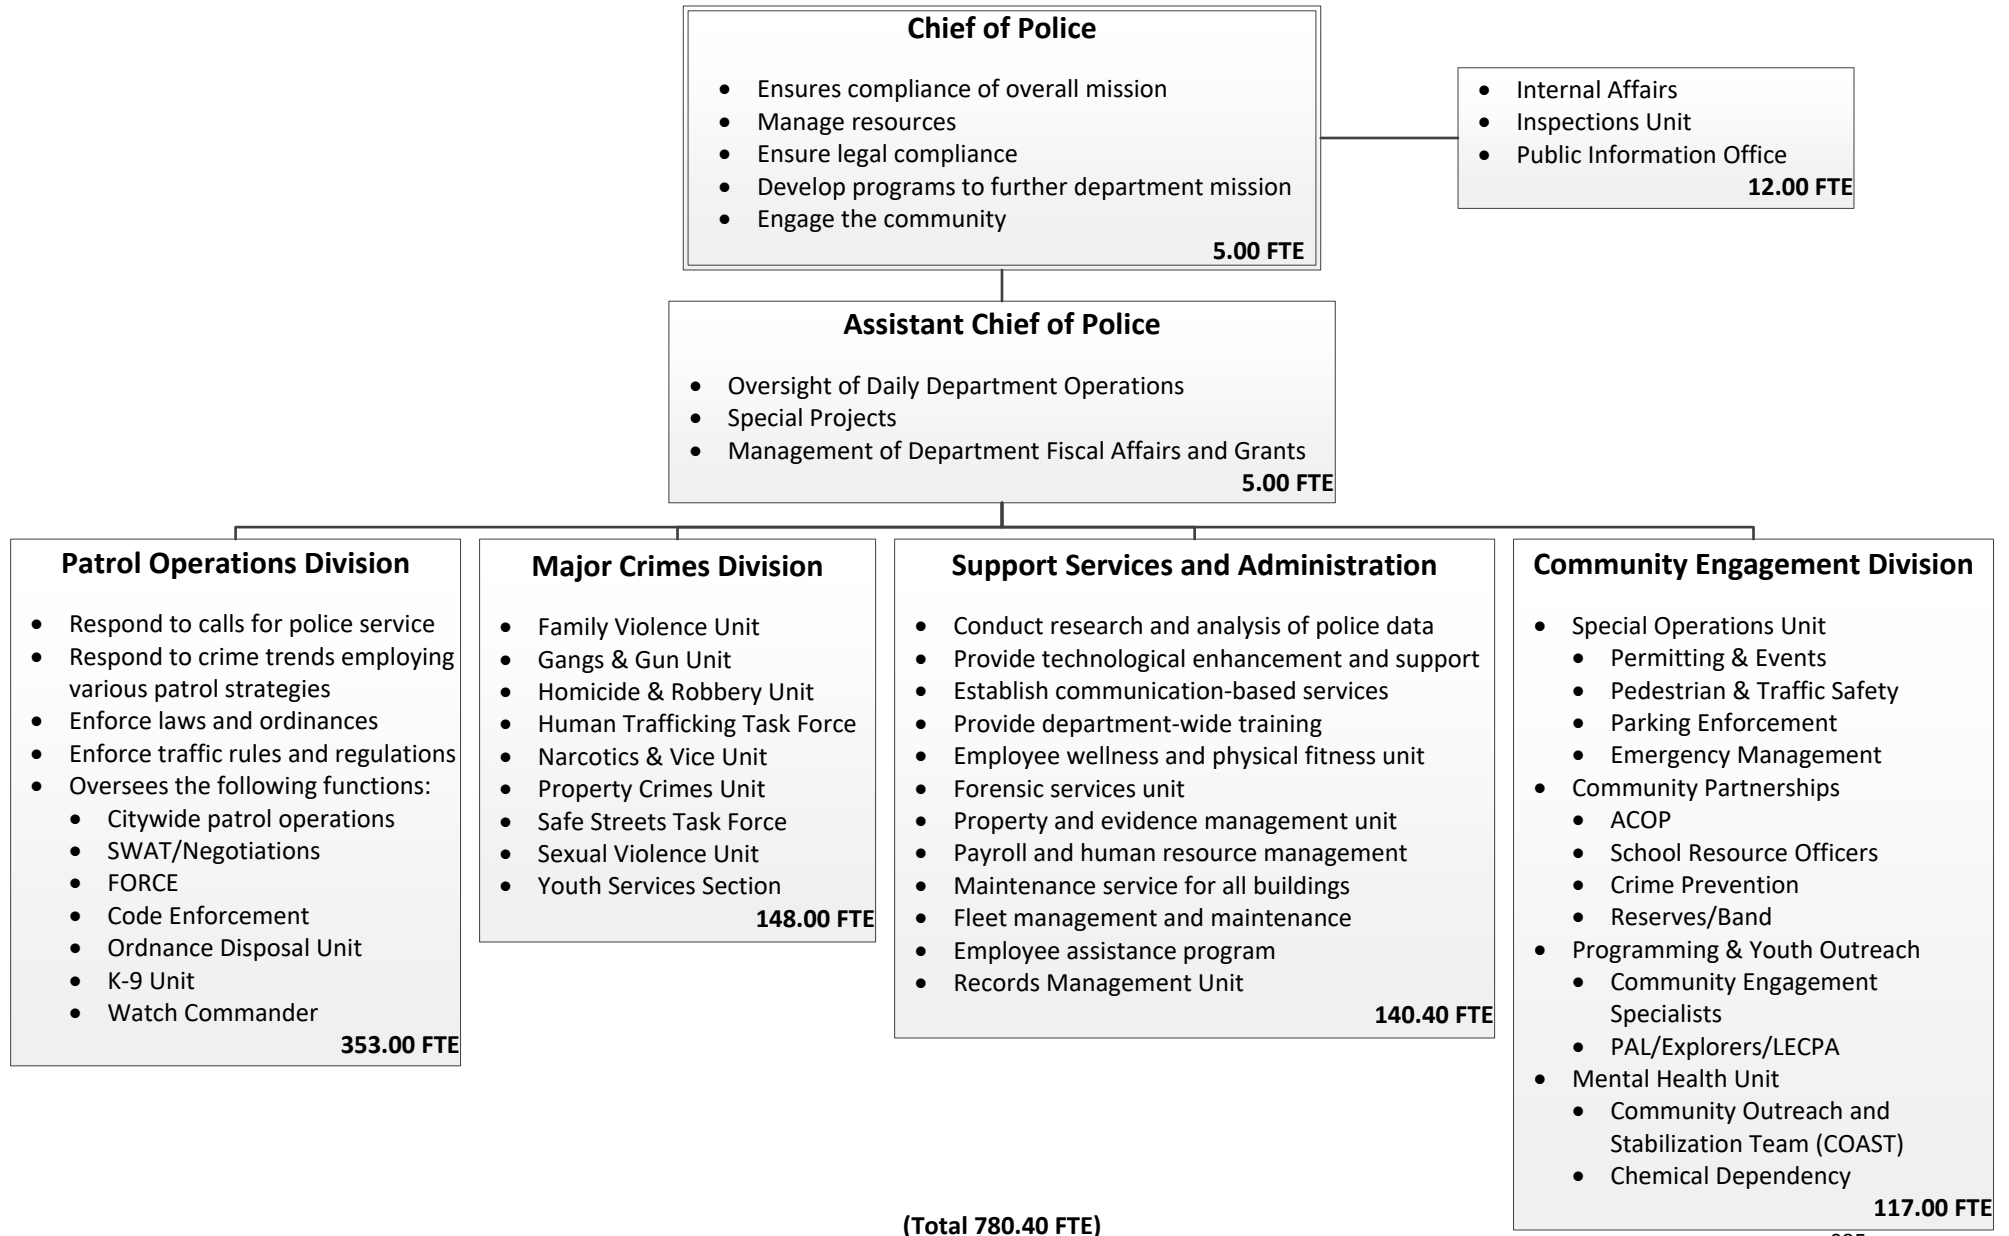 Chief of Police
• Ensures compliance of overall mission
• Manage resources
• Ensure legal compliance
• Develop programs to further department mission
• Engage the community
5.00 FTE
• Internal Affairs
• Inspections Unit
• Public Information Office
12.00 FTE
Assistant Chief of Police
• Oversight of Daily Department Operations
• Special Projects
• Management of Department Fiscal Affairs and Grants
5.00 FTE
Patrol Operations Division
• Respond to calls for police service
• Respond to crime trends employing
various patrol strategies
• Enforce laws and ordinances
• Enforce traffic rules and regulations
• Oversees the following functions:
• Citywide patrol operations
• SWAT/Negotiations
• FORCE
• Code Enforcement
• Ordnance Disposal Unit
• K-9 Unit
• Watch Commander
353.00 FTE
Major Crimes Division
• Family Violence Unit
• Gangs & Gun Unit
• Homicide & Robbery Unit
• Human Trafficking Task Force
• Narcotics & Vice Unit
• Property Crimes Unit
• Safe Streets Task Force
• Sexual Violence Unit
• Youth Services Section
148.00 FTE
Support Services and Administration
• Conduct research and analysis of police data
• Provide technological enhancement and support
• Establish communication-based services
• Provide department-wide training
• Employee wellness and physical fitness unit
• Forensic services unit
• Property and evidence management unit
• Payroll and human resource management
• Maintenance service for all buildings
• Fleet management and maintenance
• Employee assistance program
• Records Management Unit
140.40 FTE
Community Engagement Division
• Special Operations Unit
• Permitting & Events
• Pedestrian & Traffic Safety
• Parking Enforcement
• Emergency Management
• Community Partnerships
• ACOP
• School Resource Officers
• Crime Prevention
• Reserves/Band
• Programming & Youth Outreach
• Community Engagement
Specialists
• PAL/Explorers/LECPA
• Mental Health Unit
• Community Outreach and
Stabilization Team (COAST)
• Chemical Dependency
117.00 FTE
(Total 780.40 FTE)